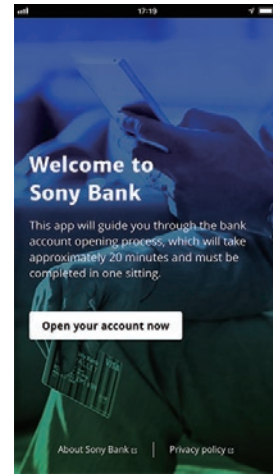 17:19
Welcome to
Sony Bank
This app will guide you through the bank
account opening process, which will take
approximately 20 minutes and must be
completed in one sitting.
Open your account now
VISA
About Sony Bank
Privacy policy